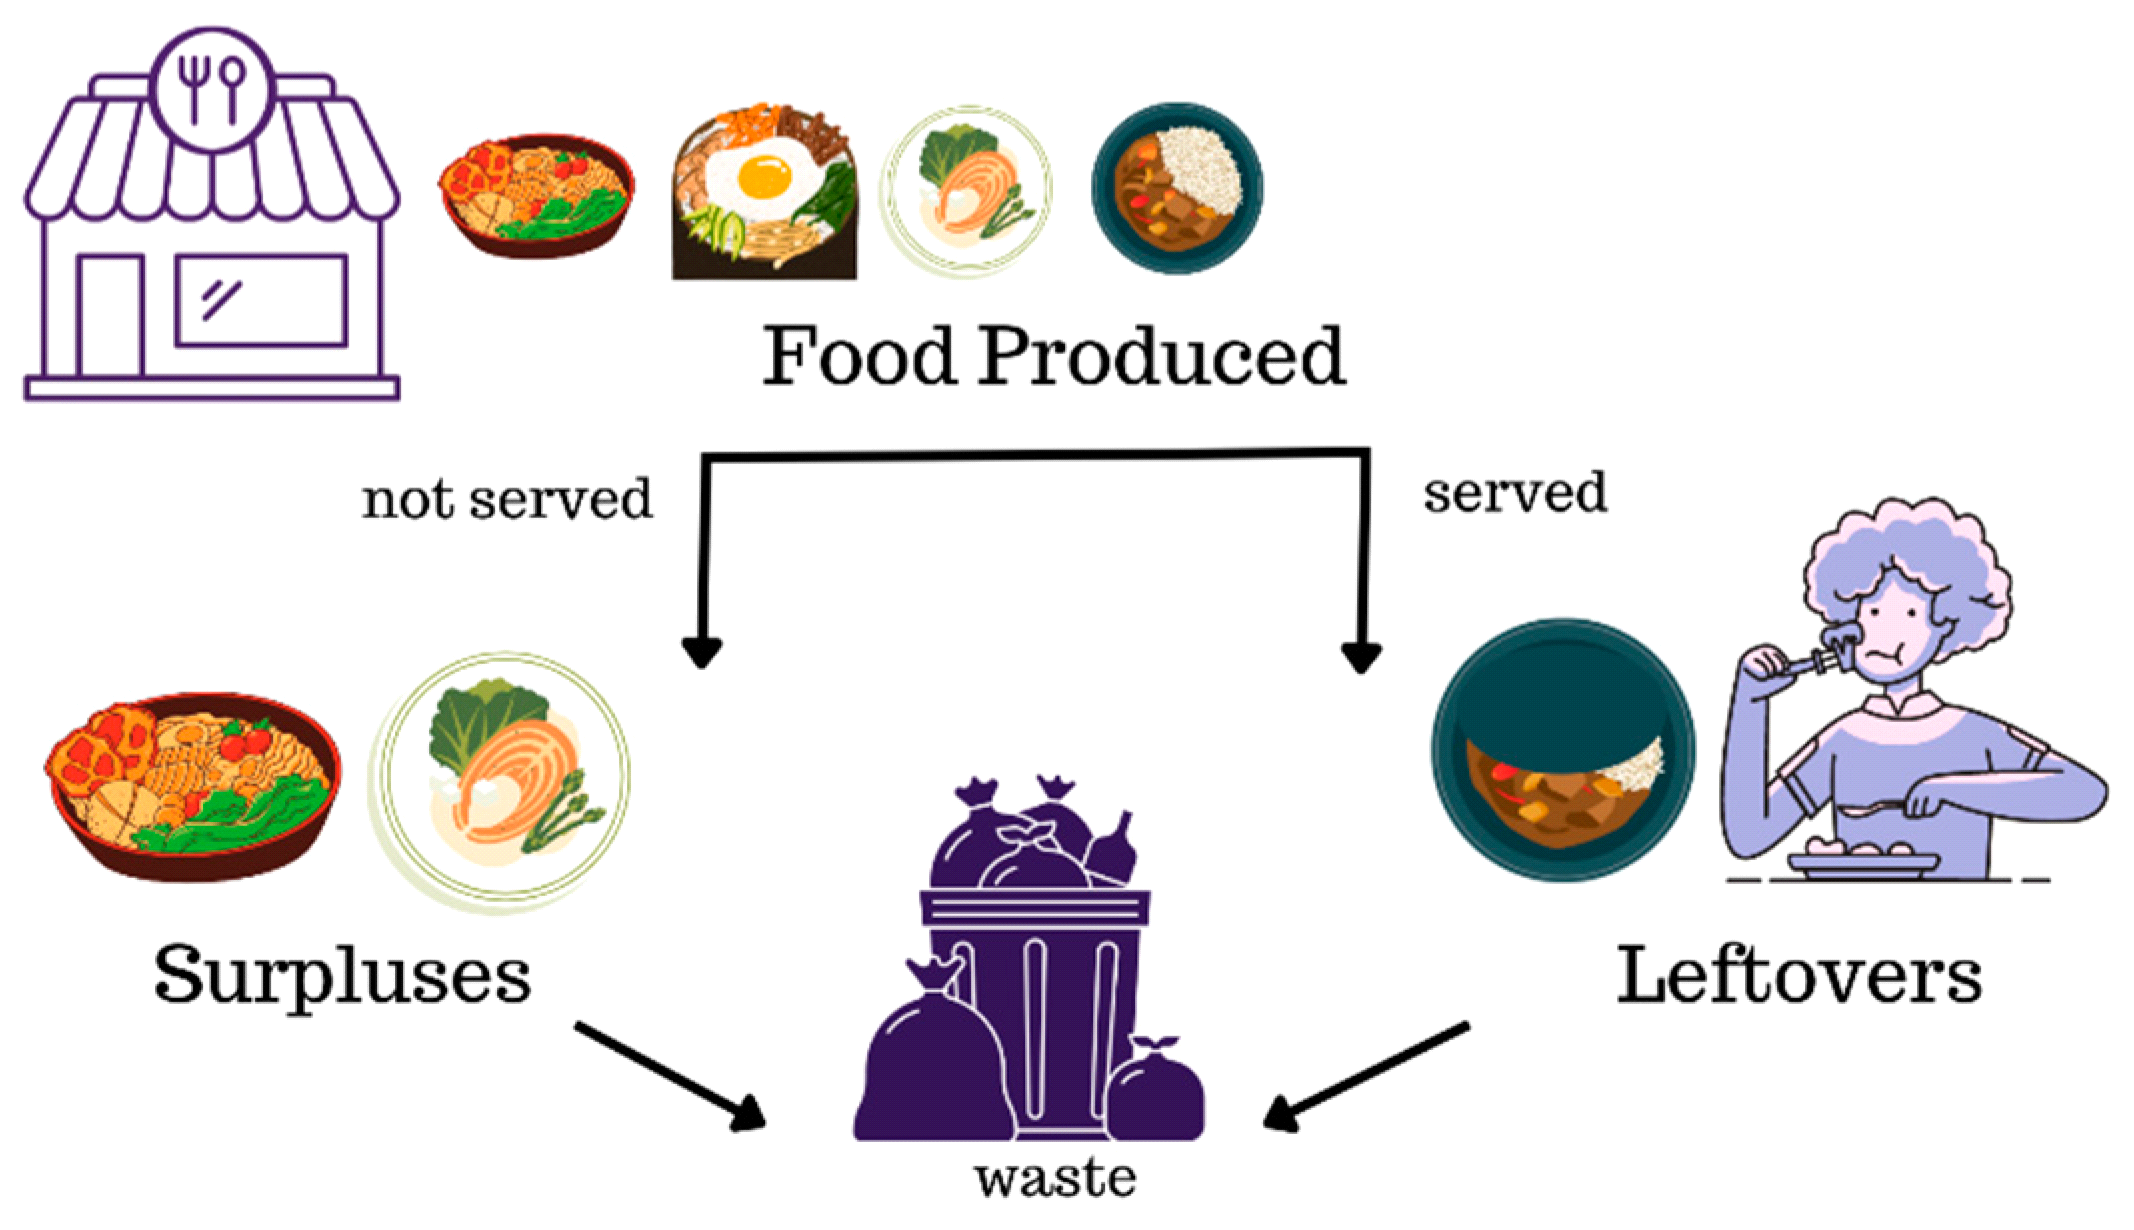 Food Produced
not served
served
Surpluses
Leftovers
waste